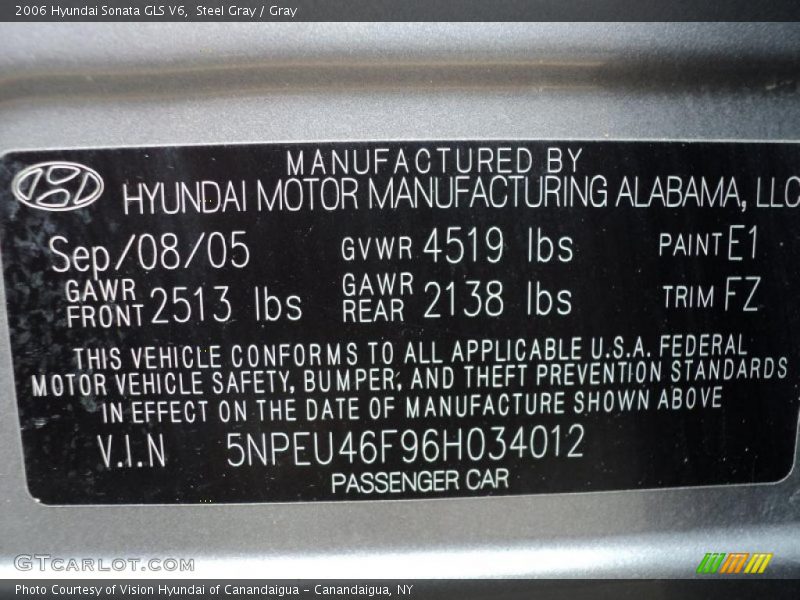 2006 Hyundai Sonata GLS V6,  Steel Gray / Gray
MANUFACTURED BY
HYUNDAI MOTOR MANUFACTURING ALABAMA, LLC
Sep/08/05 GVWR 4519 lbs PAINT E1
GAWR FRONT 2513 lbs GAWR REAR 2138 lbs TRIM FZ
THIS VEHICLE CONFORMS TO ALL APPLICABLE U.S.A. FEDERAL
MOTOR VEHICLE SAFETY, BUMPER, AND THEFT PREVENTION STANDARDS
IN EFFECT ON THE DATE OF MANUFACTURE SHOWN ABOVE
V.I.N 5NPEU46F96H034012
PASSENGER CAR
GTCARLOT.COM
Photo Courtesy of Vision Hyundai of Canandaigua - Canandaigua, NY